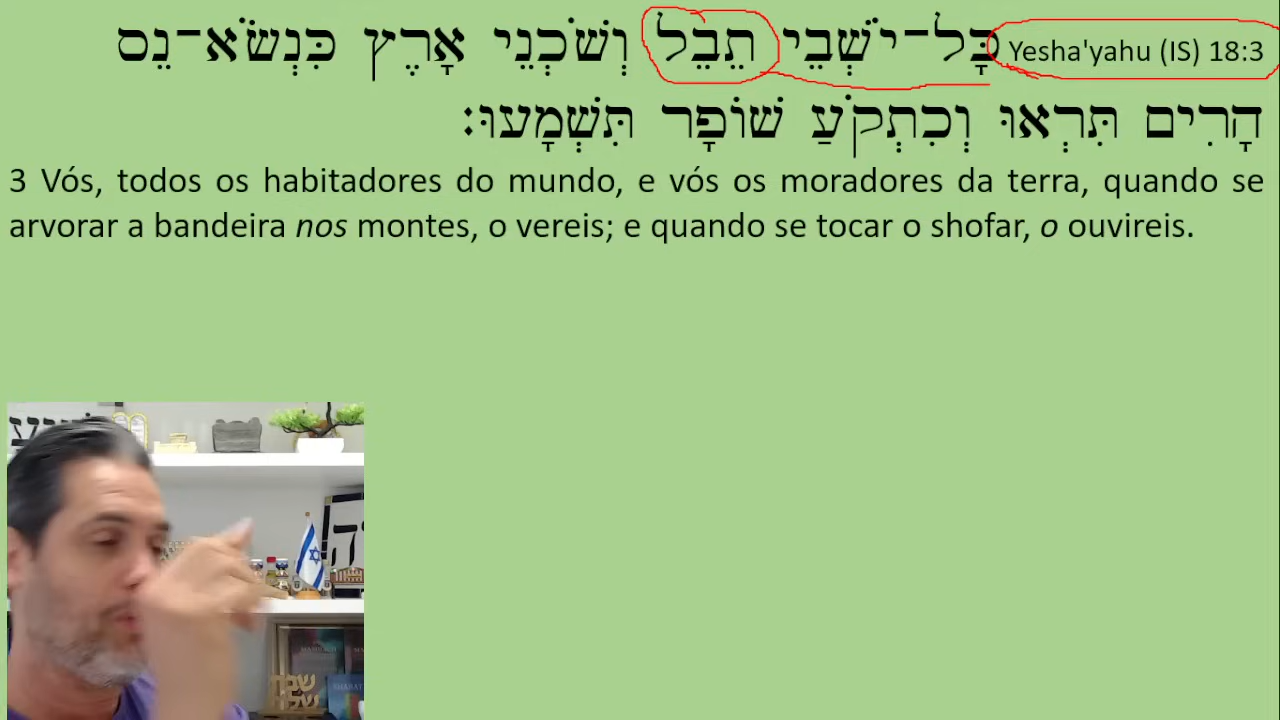 כָּל־יֹשְׁבֵי תֵבֵל וְשֹׁכְנֵי אָרֶץ כִּנְשֹׂא־נֵס
Yesha'yahu (IS) 18:3
הָרִים תִּרְאוּ וְכִתְקֹעַ שׁוֹפָר תִּשְׁמָעוּ׃
3 Vós, todos os habitadores do mundo, e vós os moradores da terra, quando se
arvorar a bandeira nos montes, o vereis; e quando se tocar o shofar, o ouvireis.